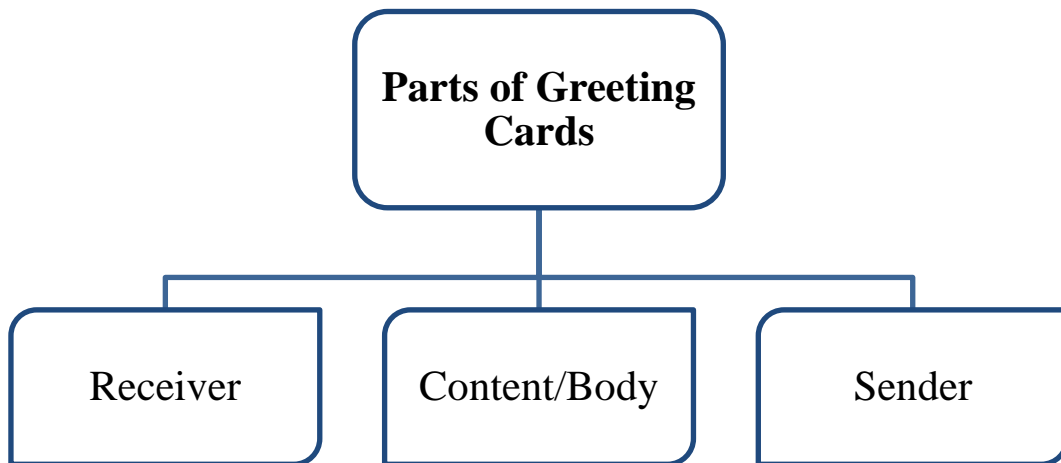 Parts of Greeting
Cards
Receiver
Content/Body
Sender